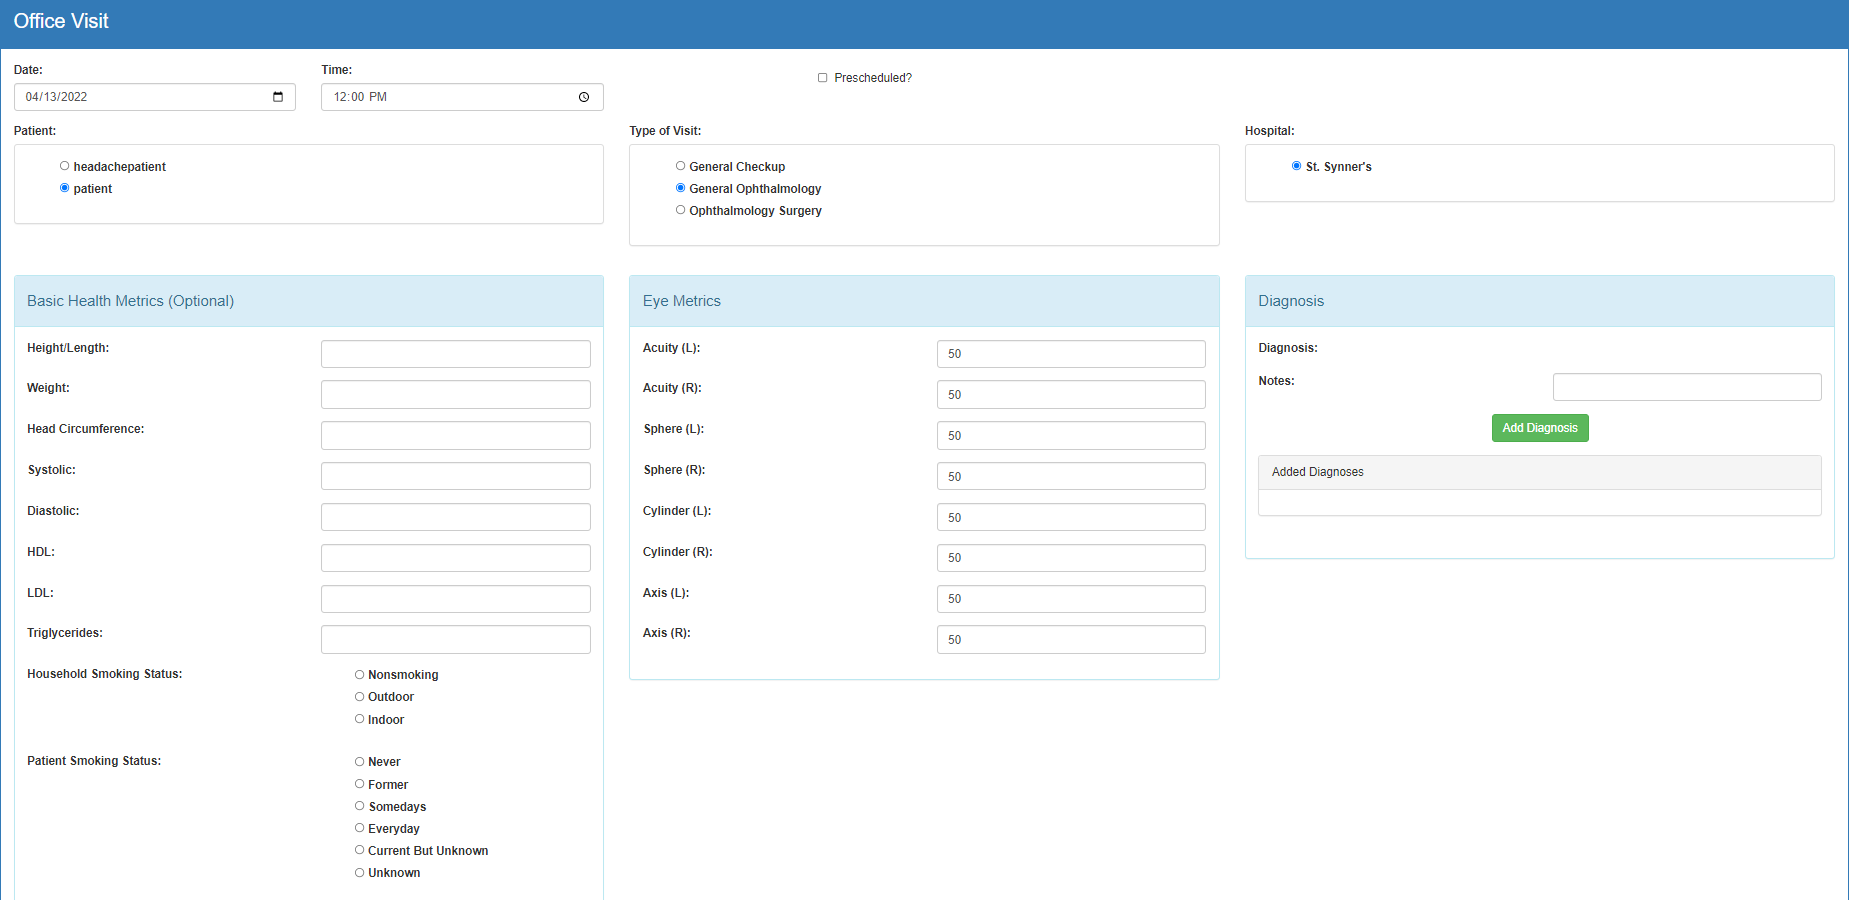 Office Visit
Date:
04/13/2022
Time:
12:00 PM
Prescheduled?
Patient:
headachepatient
patient
Type of Visit:
General Checkup
General Ophthalmology
Ophthalmology Surgery
Hospital:
St. Synner's
Basic Health Metrics (Optional)
Height/Length:
Weight:
Head Circumference:
Systolic:
Diastolic:
HDL:
LDL:
Triglycerides:
Household Smoking Status:
Nonsmoking
Outdoor
Indoor
Patient Smoking Status:
Never
Former
Somedays
Everyday
Current But Unknown
Unknown
Eye Metrics
Acuity (L): 50
Acuity (R): 50
Sphere (L): 50
Sphere (R): 50
Cylinder (L): 50
Cylinder (R): 50
Axis (L): 50
Axis (R): 50
Diagnosis
Diagnosis:
Notes:
Add Diagnosis
Added Diagnoses